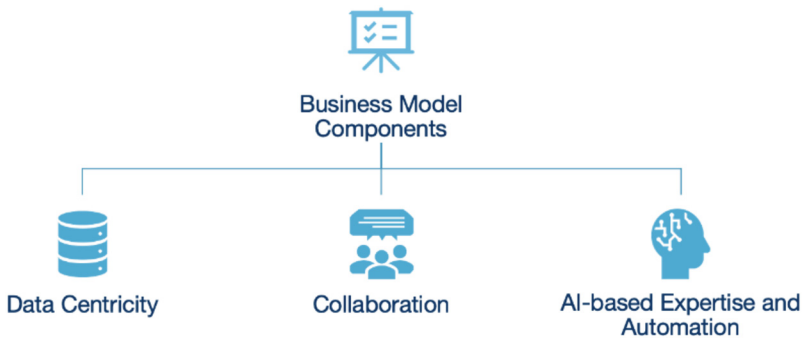 Business Model
Components
Data Centricity
Collaboration
AI-based Expertise and
Automation